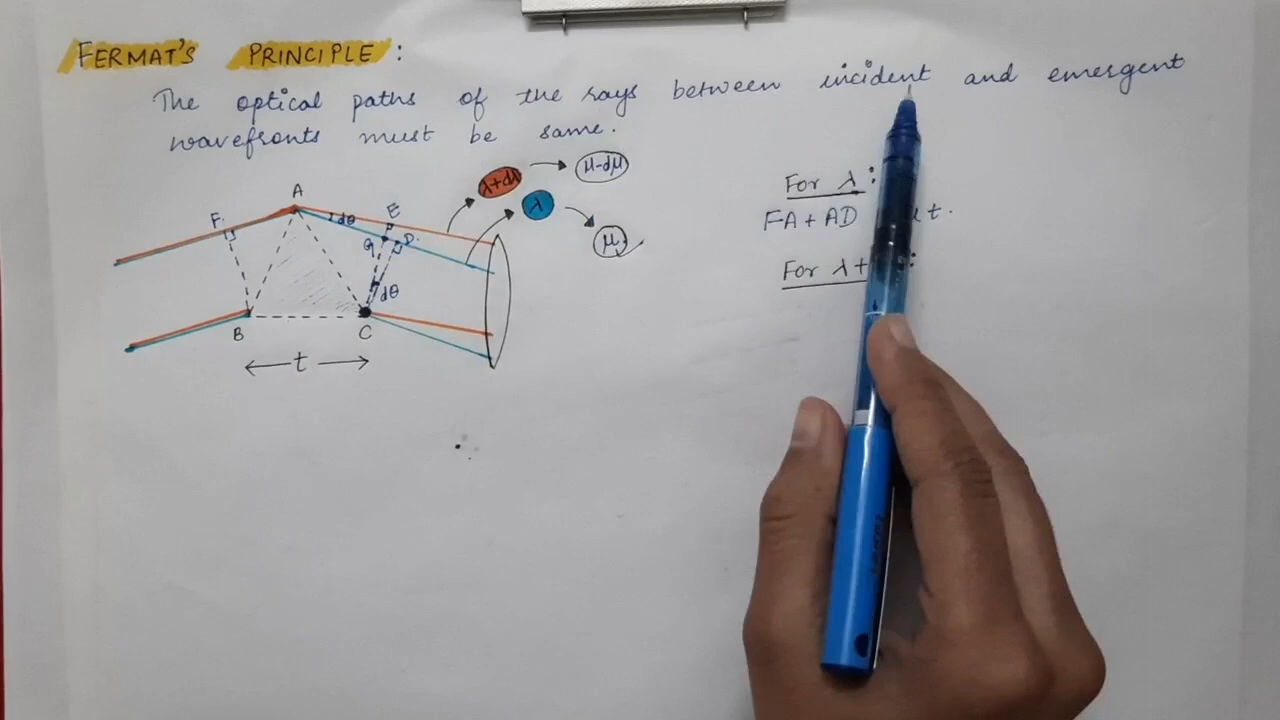 FERMAT'S PRINCIPLE :
The optical paths of the rays between incident and emergent
wavefronts must be same.
λ+dλ → μ-dμ
λ
μ
A
F
dθ
E
G
D
dθ
B
C
t
For λ :
FA + AD t.
For λ+ :